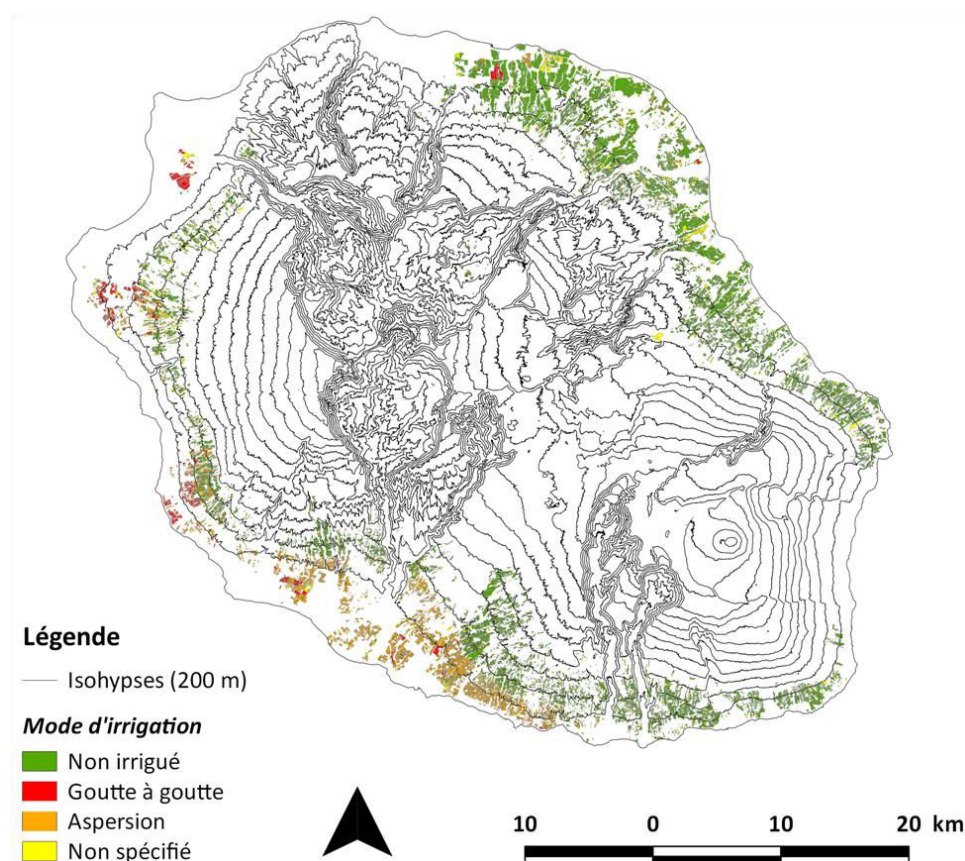 Légende
Isohypses (200 m)
Mode d'irrigation
Non irrigué
Goutte à goutte
Aspersion
Non spécifié
10 0 10 20 km